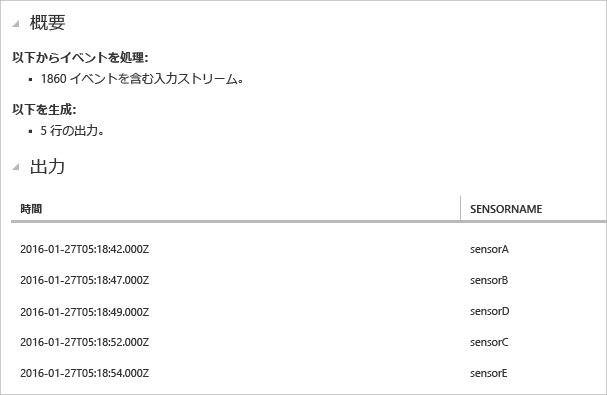 概要
以下からイベントを処理:
▪ 1860 イベントを含む入力ストリーム。
以下を生成:
▪ 5 行の出力。
出力
時間 SENSORNAME
2016-01-27T05:18:42.000Z sensorA
2016-01-27T05:18:47.000Z sensorB
2016-01-27T05:18:49.000Z sensorD
2016-01-27T05:18:52.000Z sensorC
2016-01-27T05:18:54.000Z sensorE